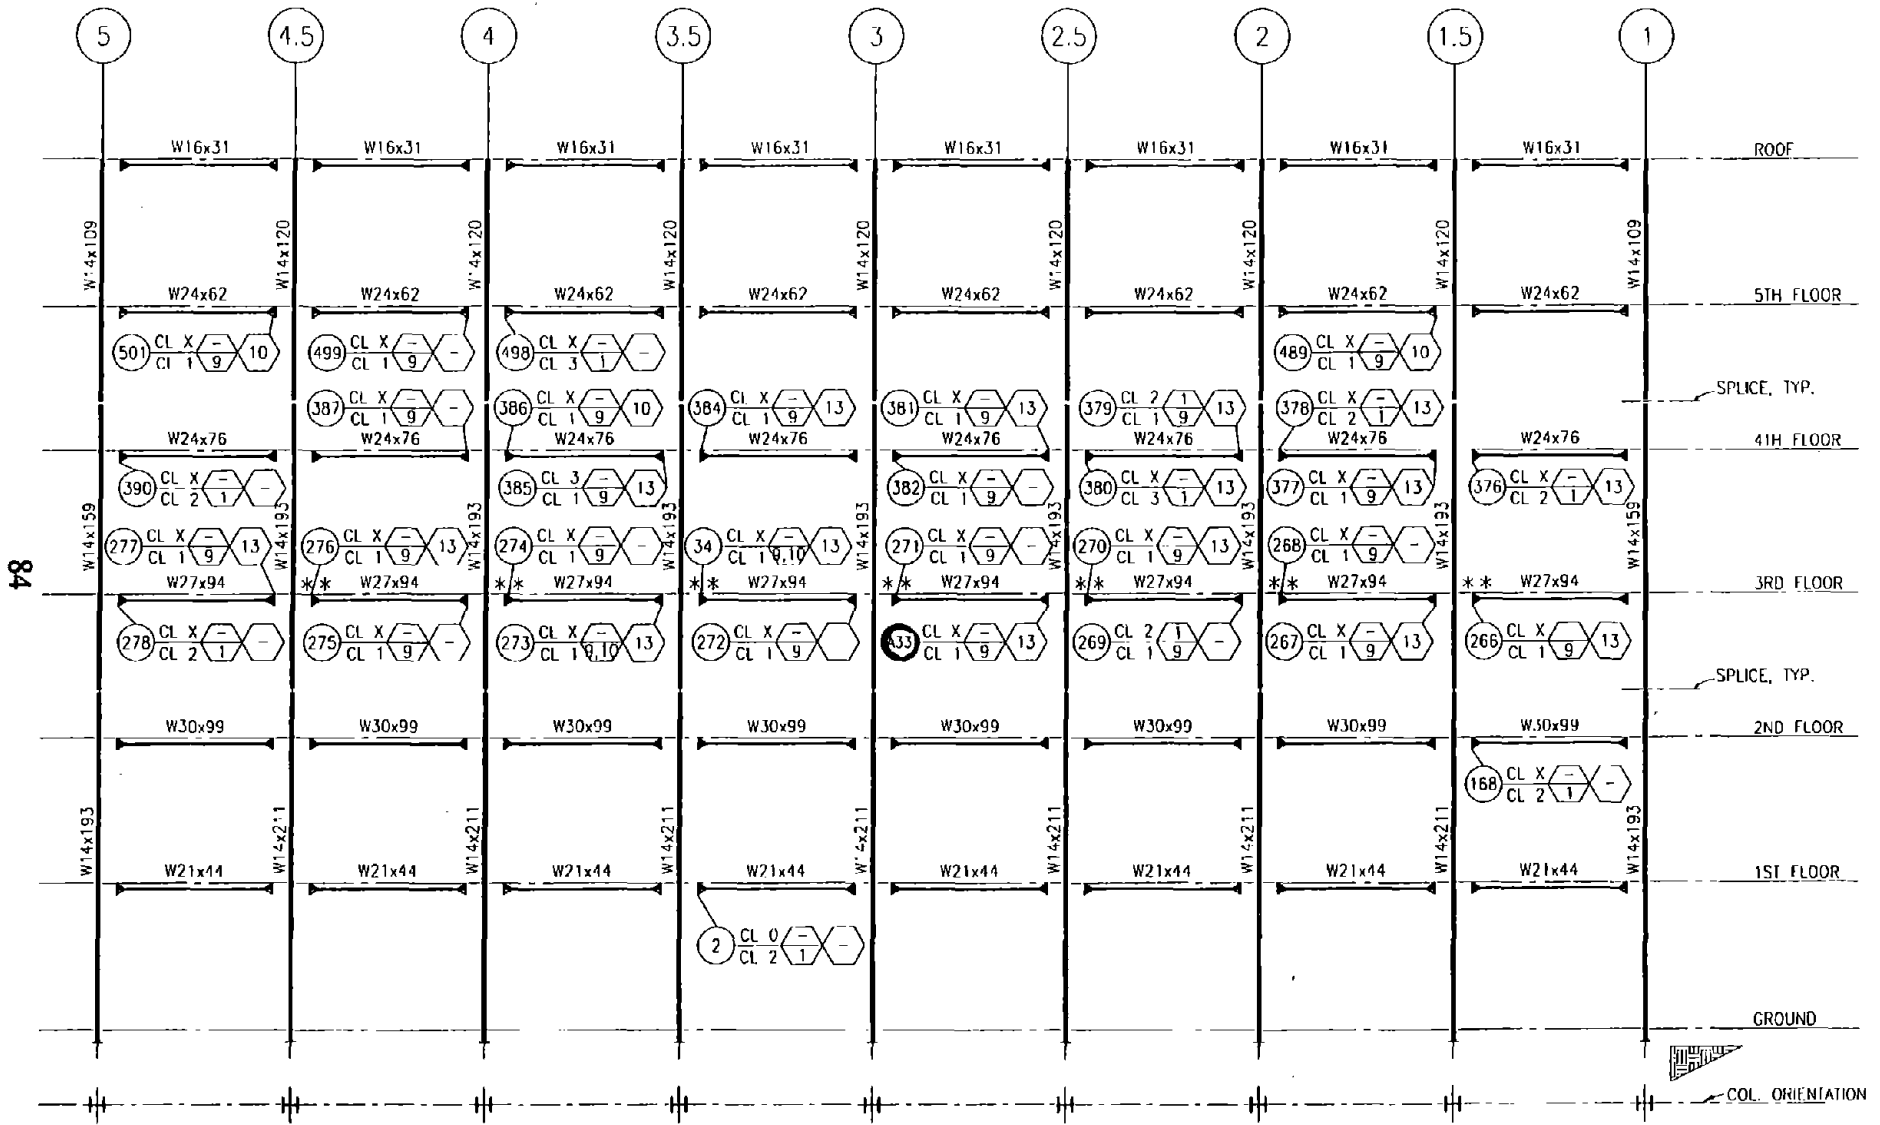 5 4.5 4 3.5 3 2.5 2 1.5 1
W16x31 W16x31 W16x31 W16x31 W16x31 W16x31 W16x31 W16x31 ROOF
W14x109 W14x120 W14x120 W14x120 W14x120 W14x120 W14x120 W14x120 W14x109
W24x62 W24x62 W24x62 W24x62 W24x62 W24x62 W24x62 W24x62 5TH FLOOR
501 CL X - 10 499 CL X - - 498 CL X - - 489 CL X - 10
CL 1 9 CL 1 9 CL 3 1 CL 1 9
SPLICE, TYP.
387 CL X - - 386 CL X - 10 384 CL X - 13 381 CL X - 13 379 CL 2 1 13 378 CL X - 13
CL 1 9 CL 1 9 CL 1 9 CL 1 9 CL 1 9 CL 2 1
W24x76 W24x76 W24x76 W24x76 W24x76 W24x76 W24x76 W24x76 4TH FLOOR
390 CL X - - 385 CL 3 - 13 382 CL X - - 380 CL X - 13 377 CL X - 13 376 CL X - 13
CL 2 1 CL 1 9 CL 1 9 CL 3 1 CL 1 9 CL 2 1
W14x159 W14x193 W14x193 W14x193 W14x193 W14x193 W14x193 W14x193 W14x159
277 CL X - 13 276 CL X - 13 274 CL X - - 34 CL X - 13 271 CL X - - 270 CL X - 13 268 CL X - -
CL 1 9 CL 1 9 CL 1 9 CL 1 9,10 CL 1 9 CL 1 9 CL 1 9
84
W27x94 ** W27x94 ** W27x94 ** W27x94 ** W27x94 ** W27x94 ** W27x94 ** W27x94 3RD FLOOR
278 CL X - - 275 CL X - - 273 CL X - 13 272 CL X - A33 CL X - 13 269 CL 2 1 - 267 CL X - 13 266 CL X - 13
CL 2 1 CL 1 9 CL 1 9,10 CL 1 9 CL 1 9 CL 1 9 CL 1 9 CL 1 9
SPLICE, TYP.
W30x99 W30x99 W30x99 W30x99 W30x99 W30x99 W30x99 W30x99 2ND FLOOR
168 CL X - -
CL 2 1
W14x193 W14x211 W14x211 W14x211 W14x211 W14x211 W14x211 W14x211 W14x193
W21x44 W21x44 W21x44 W21x44 W21x44 W21x44 W21x44 W21x44 1ST FLOOR
2 CL 0 - -
CL 2 1
GROUND
COL. ORIENTATION